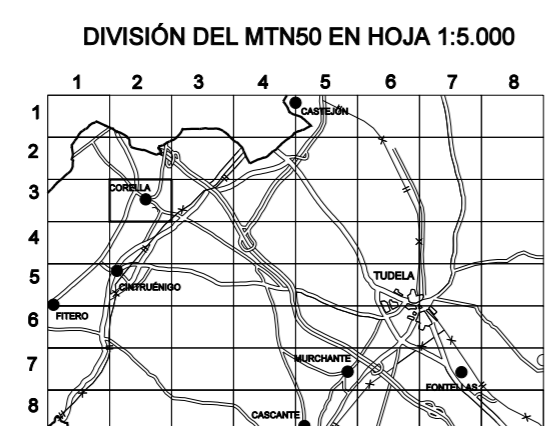 DIVISIÓN DEL MTN50 EN HOJA 1:5.000
1 2 3 4 5 6 7 8
1
CASTEJÓN
2
3
CORELLA
4
5
TUDELA
CINTRUÉNIGO
6
FITERO
7
MURCHANTE
FONTELLAS
8
CASCANTE